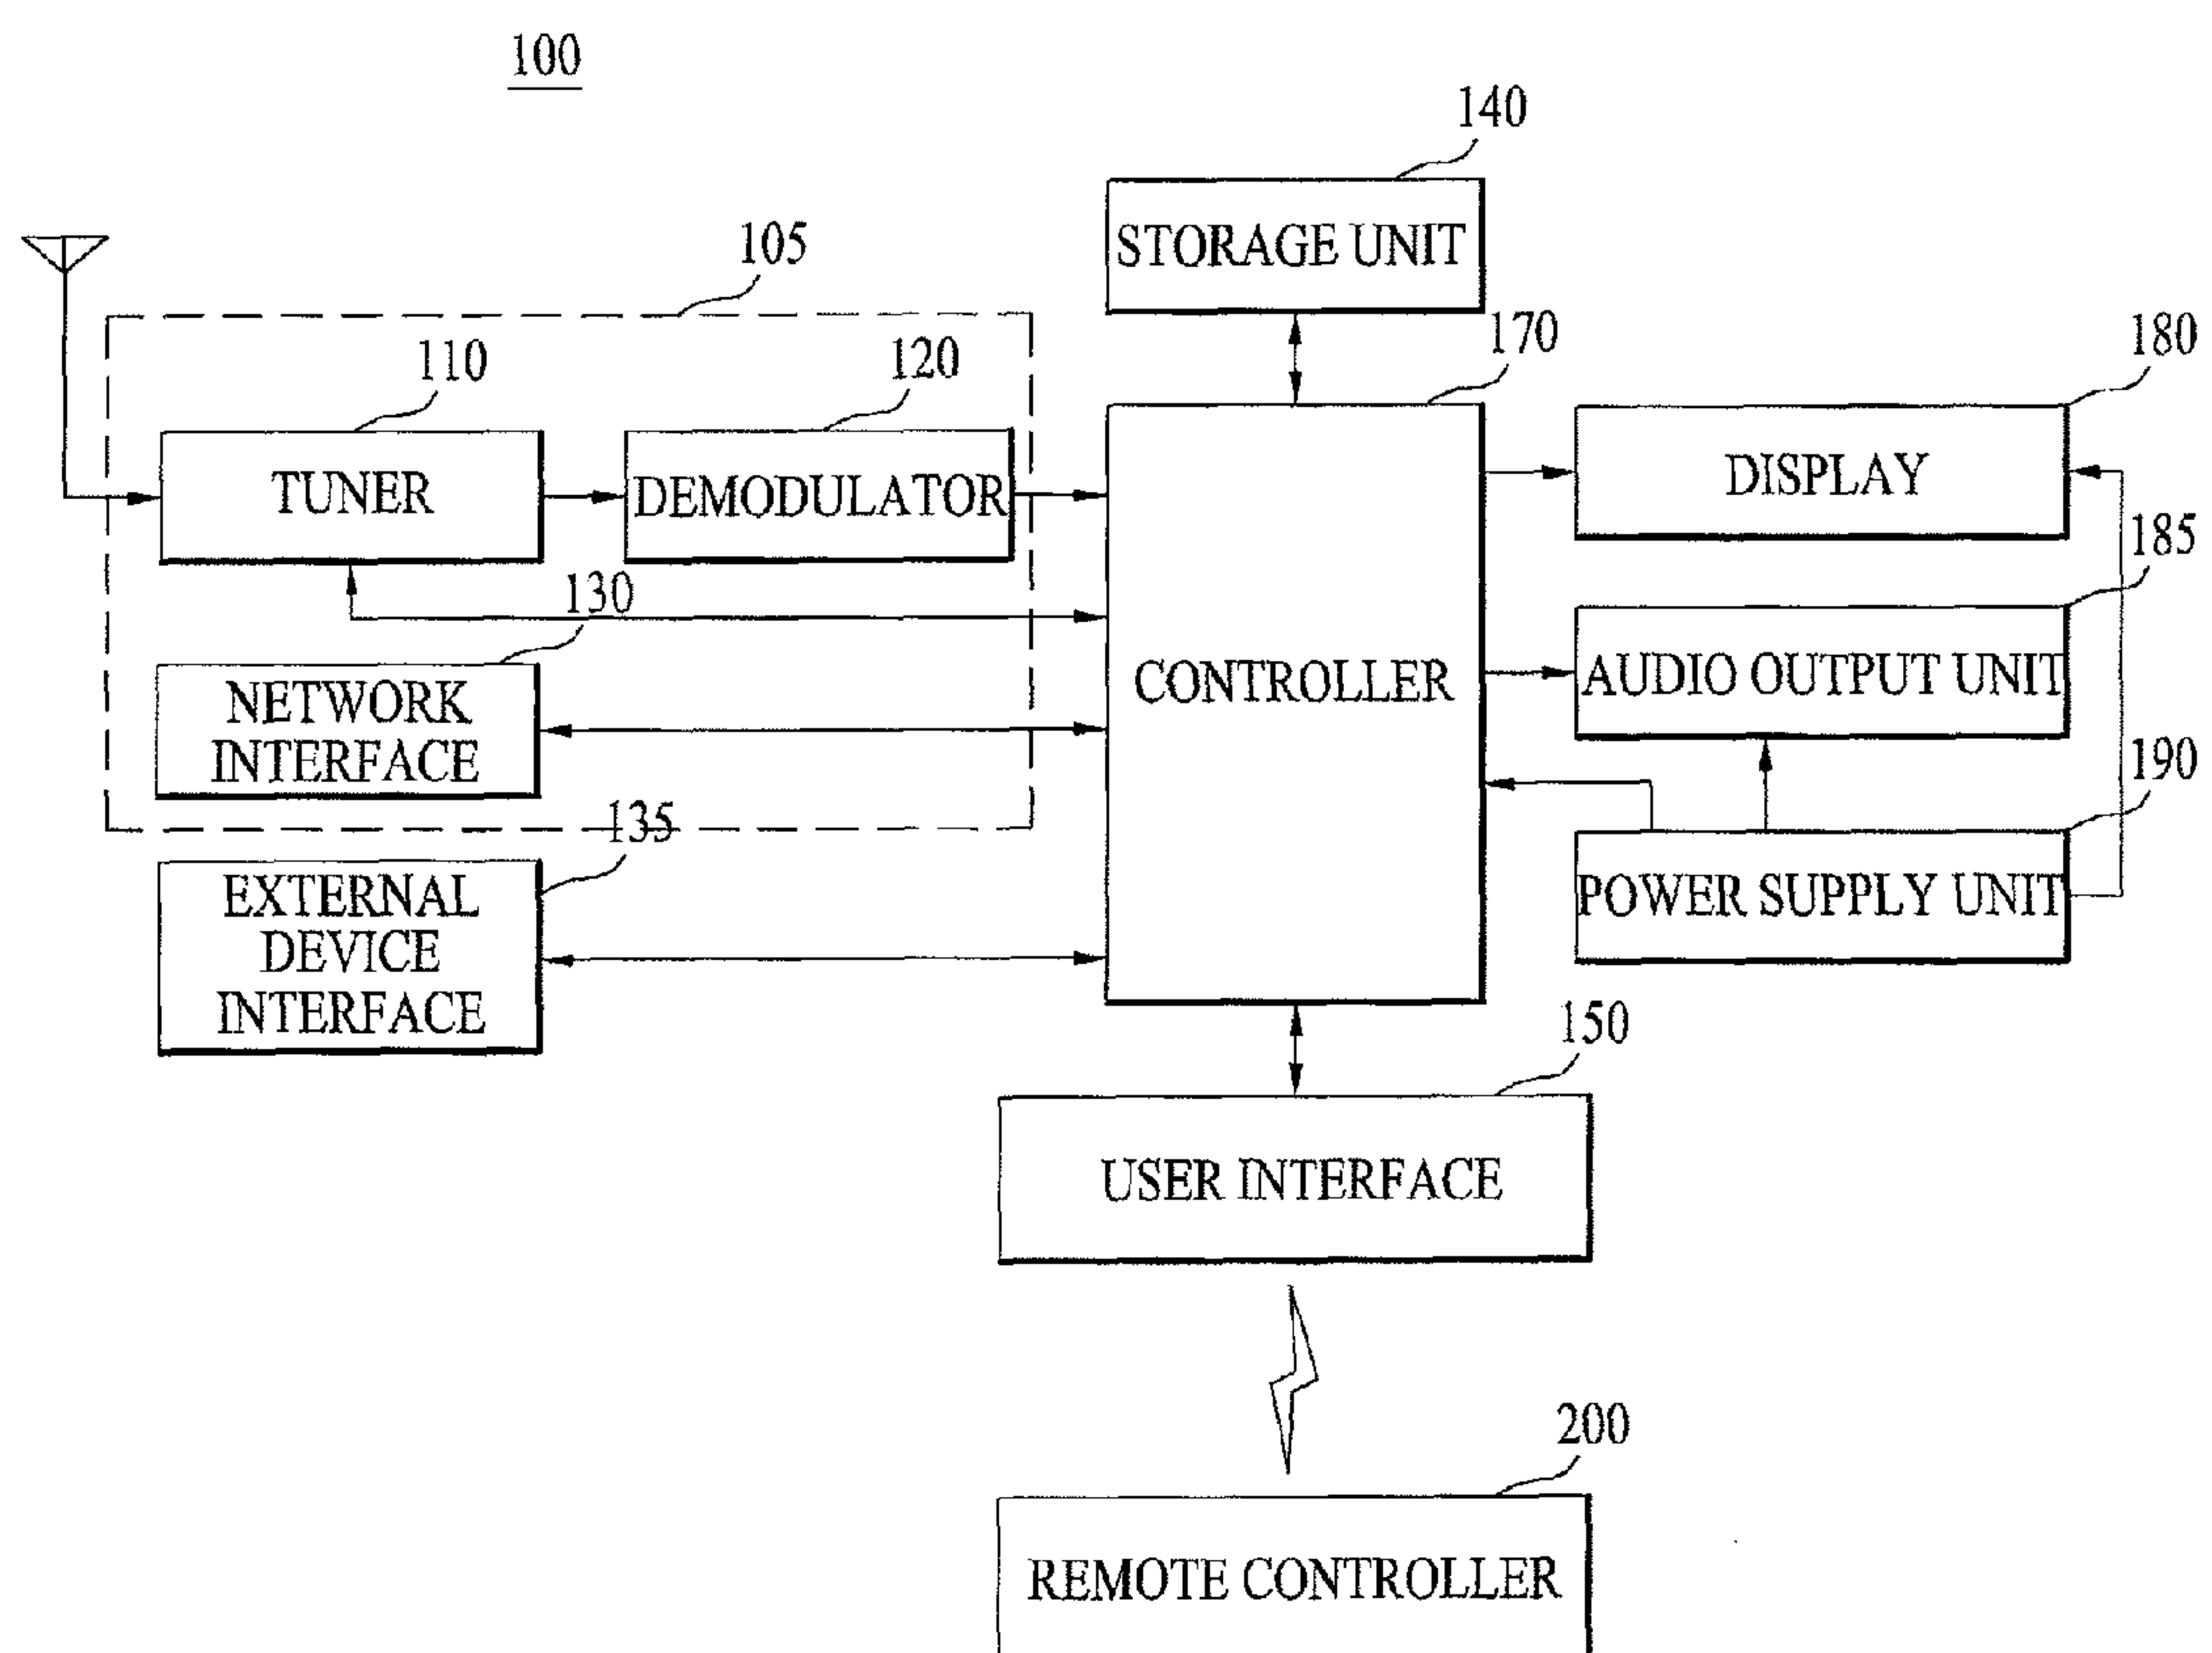 100
140
STORAGE UNIT
105
170
180
110
120
TUNER
DEMODULATOR
DISPLAY
185
130
NETWORK
INTERFACE
CONTROLLER
AUDIO OUTPUT UNIT
190
135
EXTERNAL
DEVICE
INTERFACE
POWER SUPPLY UNIT
150
USER INTERFACE
200
REMOTE CONTROLLER